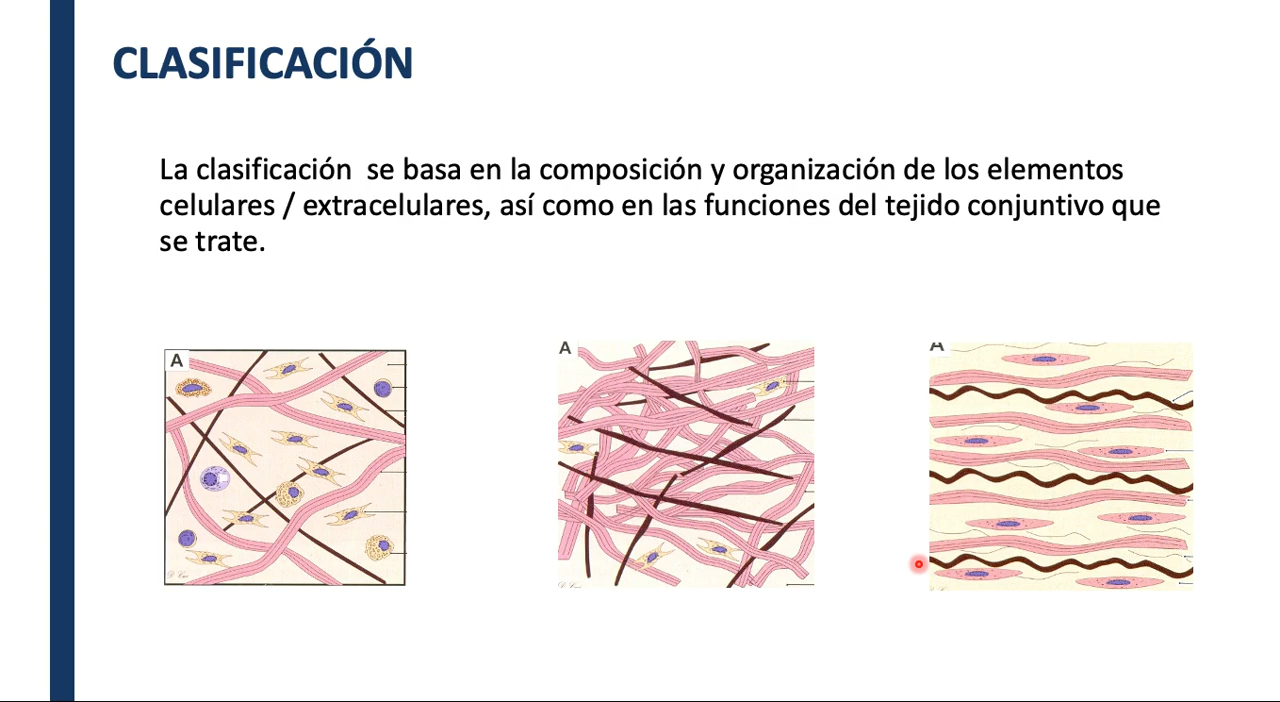 CLASIFICACIÓN
La clasificación se basa en la composición y organización de los elementos
celulares / extracelulares, así como en las funciones del tejido conjuntivo que
se trate.
A
A
A